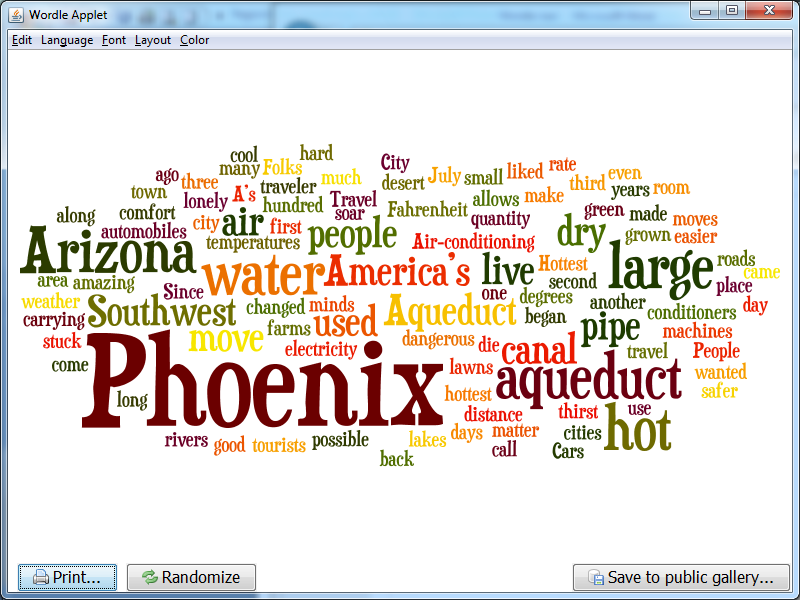 Wordle Applet
Edit Language Font Layout Color
cool hard
many Folks City
ago three much desert July small liked rate
town lonely A's traveler third even
along comfort hundred Travel allows make years room
automobiles city air first soar Fahrenheit quantity green made moves
temperatures people Air-conditioning dry grown easier
Arizona water America's live Hottest large roads
area amazing second came
weather Since one degrees another place
carrying Southwest changed minds Aqueduct began conditioners day
stuck move farms used dangerous die pipe machines
come electricity canal travel People
Phoenix lawns aqueduct wanted
long hottest safer
distance thirst use
rivers good tourists possible lakes days matter cities hot
call Cars
back
Print... Randomize Save to public gallery...